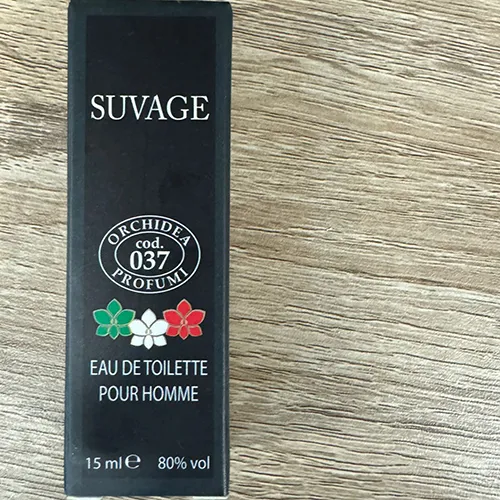 SUVAGE
ORCHIDEA
cod.
037
PROFUMI
EAU DE TOILETTE
POUR HOMME
15 ml ℮ 80% vol